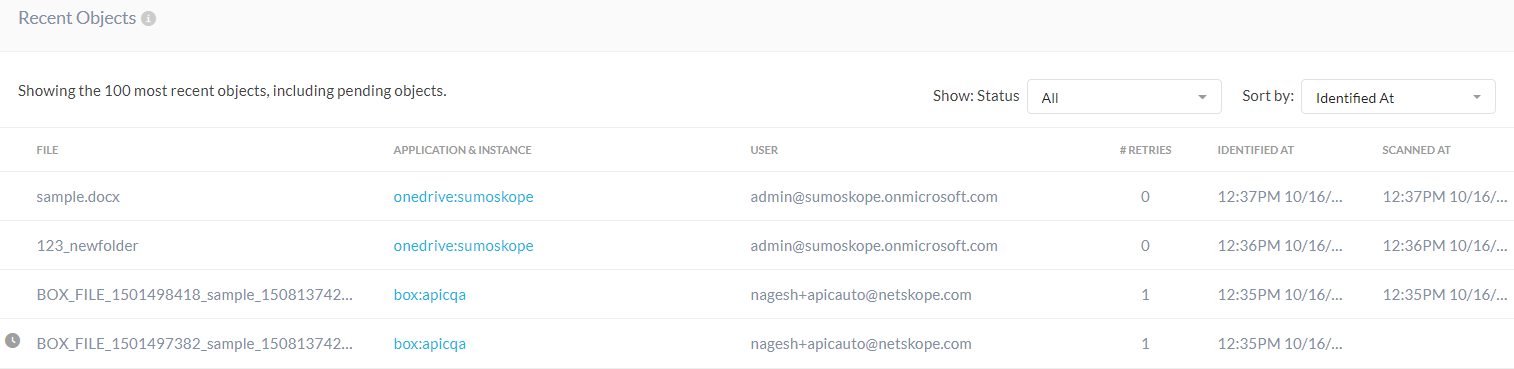 Recent Objects
Showing the 100 most recent objects, including pending objects.
Show: Status All Sort by: Identified At
FILE APPLICATION & INSTANCE USER # RETRIES IDENTIFIED AT SCANNED AT
sample.docx onedrive:sumoskope admin@sumoskope.onmicrosoft.com 0 12:37PM 10/16/... 12:37PM 10/16/...
123_newfolder onedrive:sumoskope admin@sumoskope.onmicrosoft.com 0 12:36PM 10/16/... 12:36PM 10/16/...
BOX_FILE_1501498418_sample_150813742... box:apicqa nagesh+apicauto@netskope.com 1 12:35PM 10/16/... 12:35PM 10/16/...
BOX_FILE_1501497382_sample_150813742... box:apicqa nagesh+apicauto@netskope.com 1 12:35PM 10/16/...